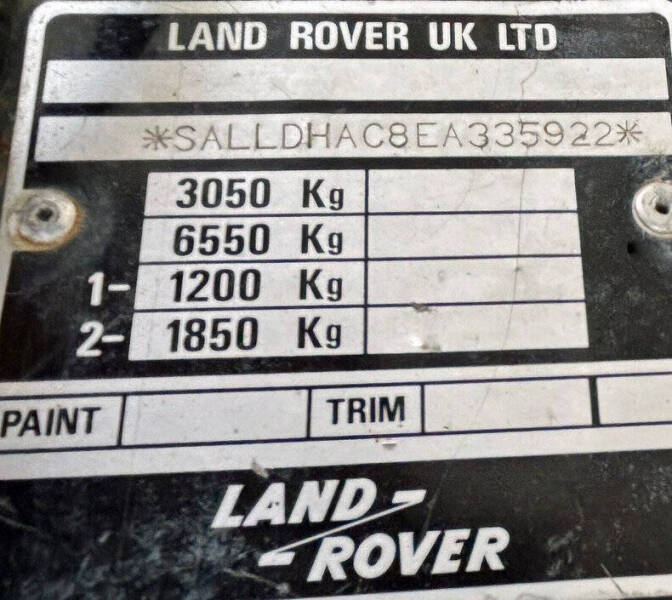 LAND ROVER UK LTD
*SALLDHAC8EA335922*
3050 Kg
6550 Kg
1- 1200 Kg
2- 1850 Kg
PAINT TRIM
LAND-
-ROVER